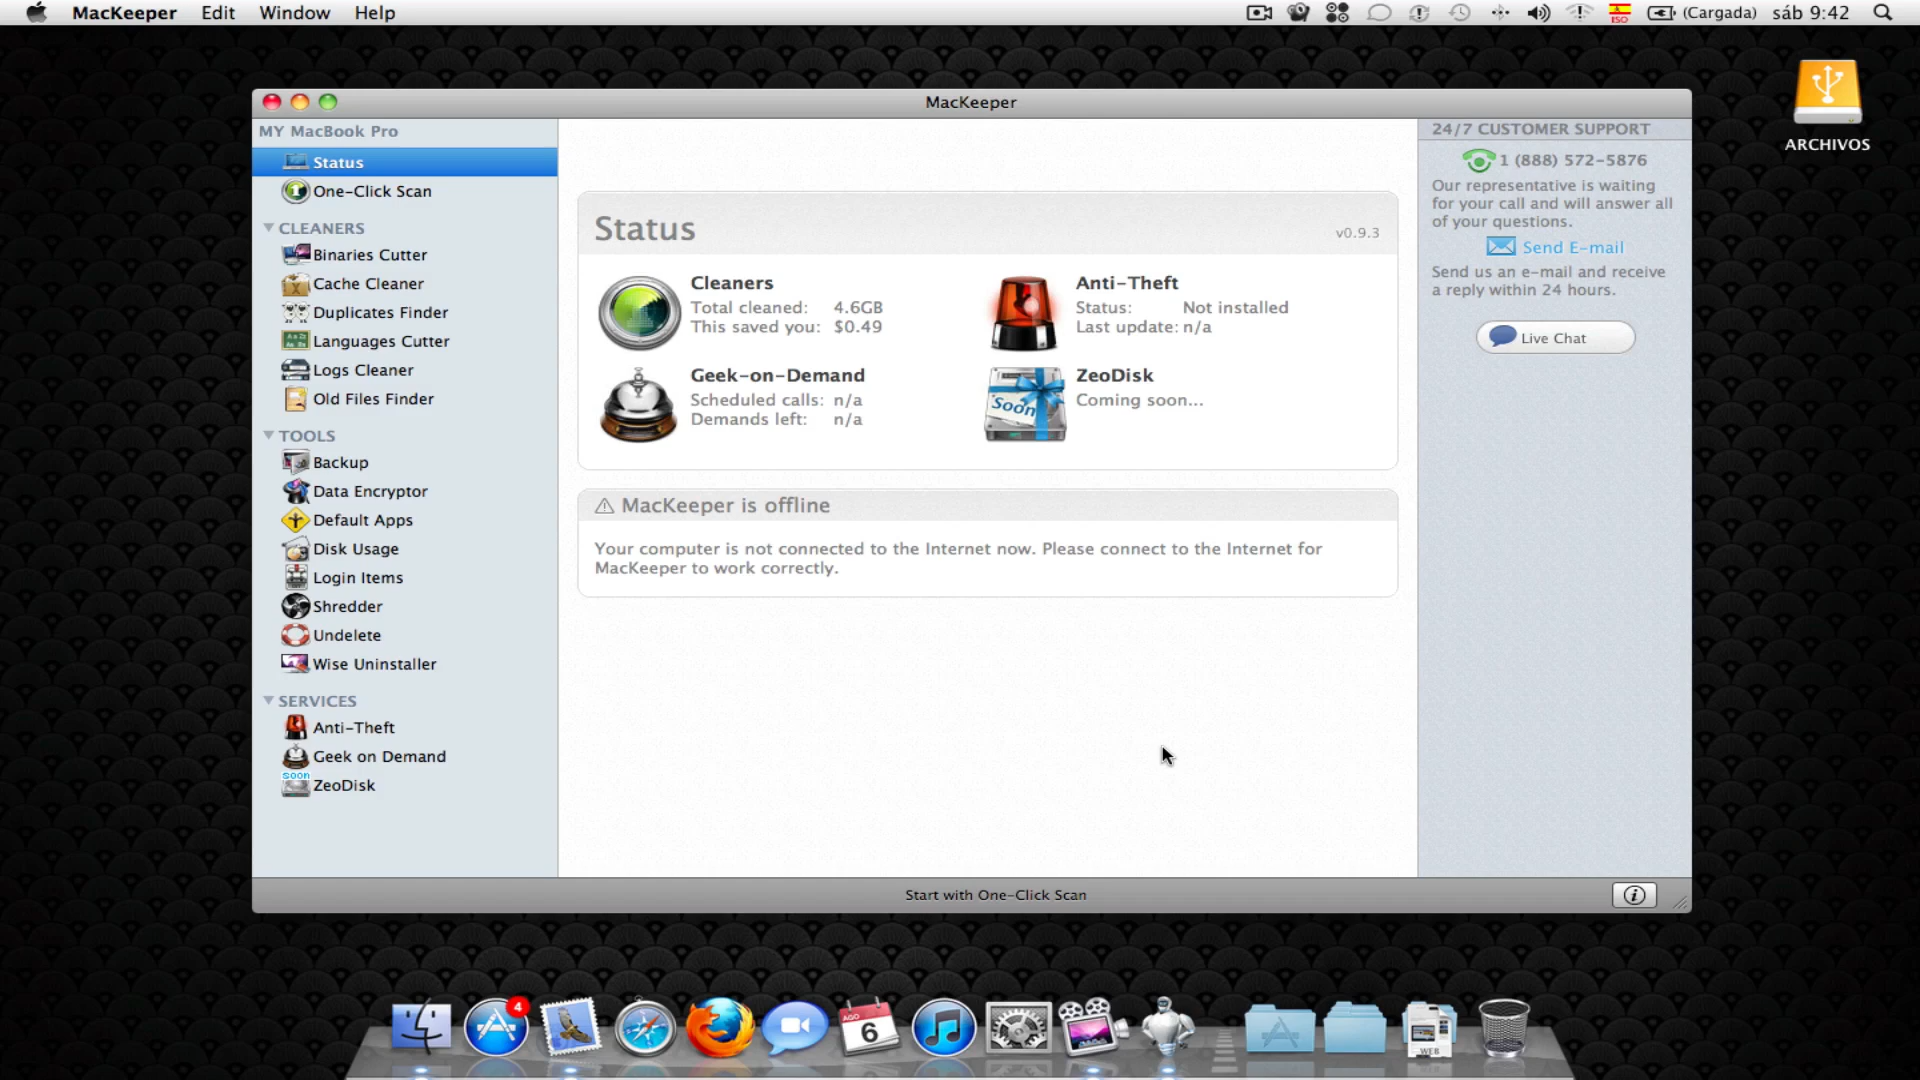 MacKeeper Edit Window Help
ISO (Cargada) sáb 9:42
ARCHIVOS
MacKeeper
MY MacBook Pro
Status
One-Click Scan
CLEANERS
Binaries Cutter
Cache Cleaner
Duplicates Finder
Languages Cutter
Logs Cleaner
Old Files Finder
TOOLS
Backup
Data Encryptor
Default Apps
Disk Usage
Login Items
Shredder
Undelete
Wise Uninstaller
SERVICES
Anti-Theft
Geek on Demand
soon
ZeoDisk
Status v0.9.3
Cleaners
Total cleaned: 4.6GB
This saved you: $0.49
Anti-Theft
Status: Not installed
Last update: n/a
Geek-on-Demand
Scheduled calls: n/a
Demands left: n/a
Soon
ZeoDisk
Coming soon...
MacKeeper is offline
Your computer is not connected to the Internet now. Please connect to the Internet for
MacKeeper to work correctly.
24/7 CUSTOMER SUPPORT
1 (888) 572-5876
Our representative is waiting
for your call and will answer all
of your questions.
Send E-mail
Send us an e-mail and receive
a reply within 24 hours.
Live Chat
Start with One-Click Scan
4
AGO
6
WEB